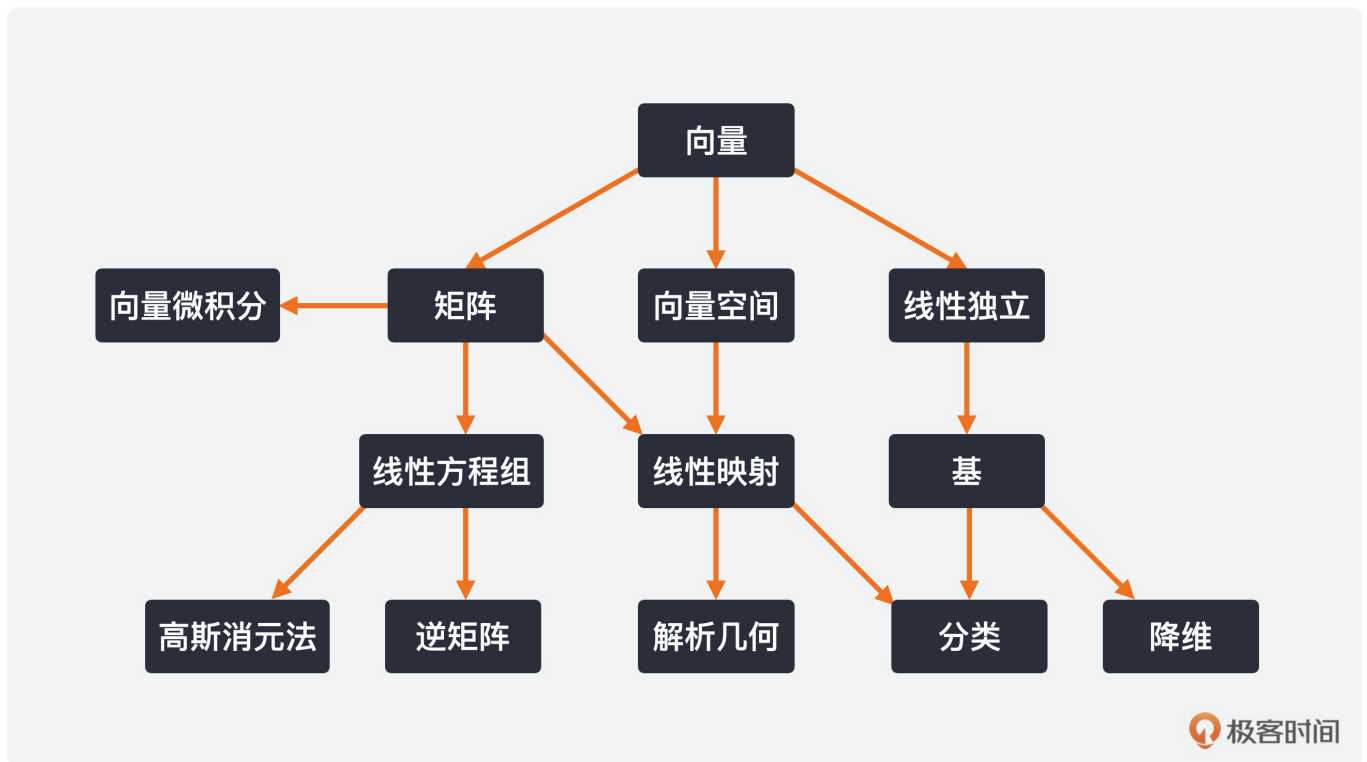 向量
向量微积分
矩阵
向量空间
线性独立
线性方程组
线性映射
基
高斯消元法
逆矩阵
解析几何
分类
降维
极客时间